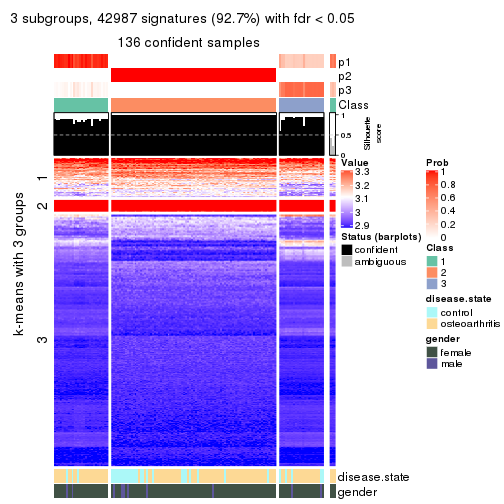 3 subgroups, 42987 signatures (92.7%) with fdr < 0.05
136 confident samples
p1
p2
p3
Class
1
0.5
0
Silhouette
score
k-means with 3 groups
1
2
3
disease.state
gender
Value
3.3
3.2
3.1
3
2.9
Status (barplots)
confident
ambiguous
Prob
1
0.8
0.6
0.4
0.2
0
Class
1
2
3
disease.state
control
osteoarthritis
gender
female
male